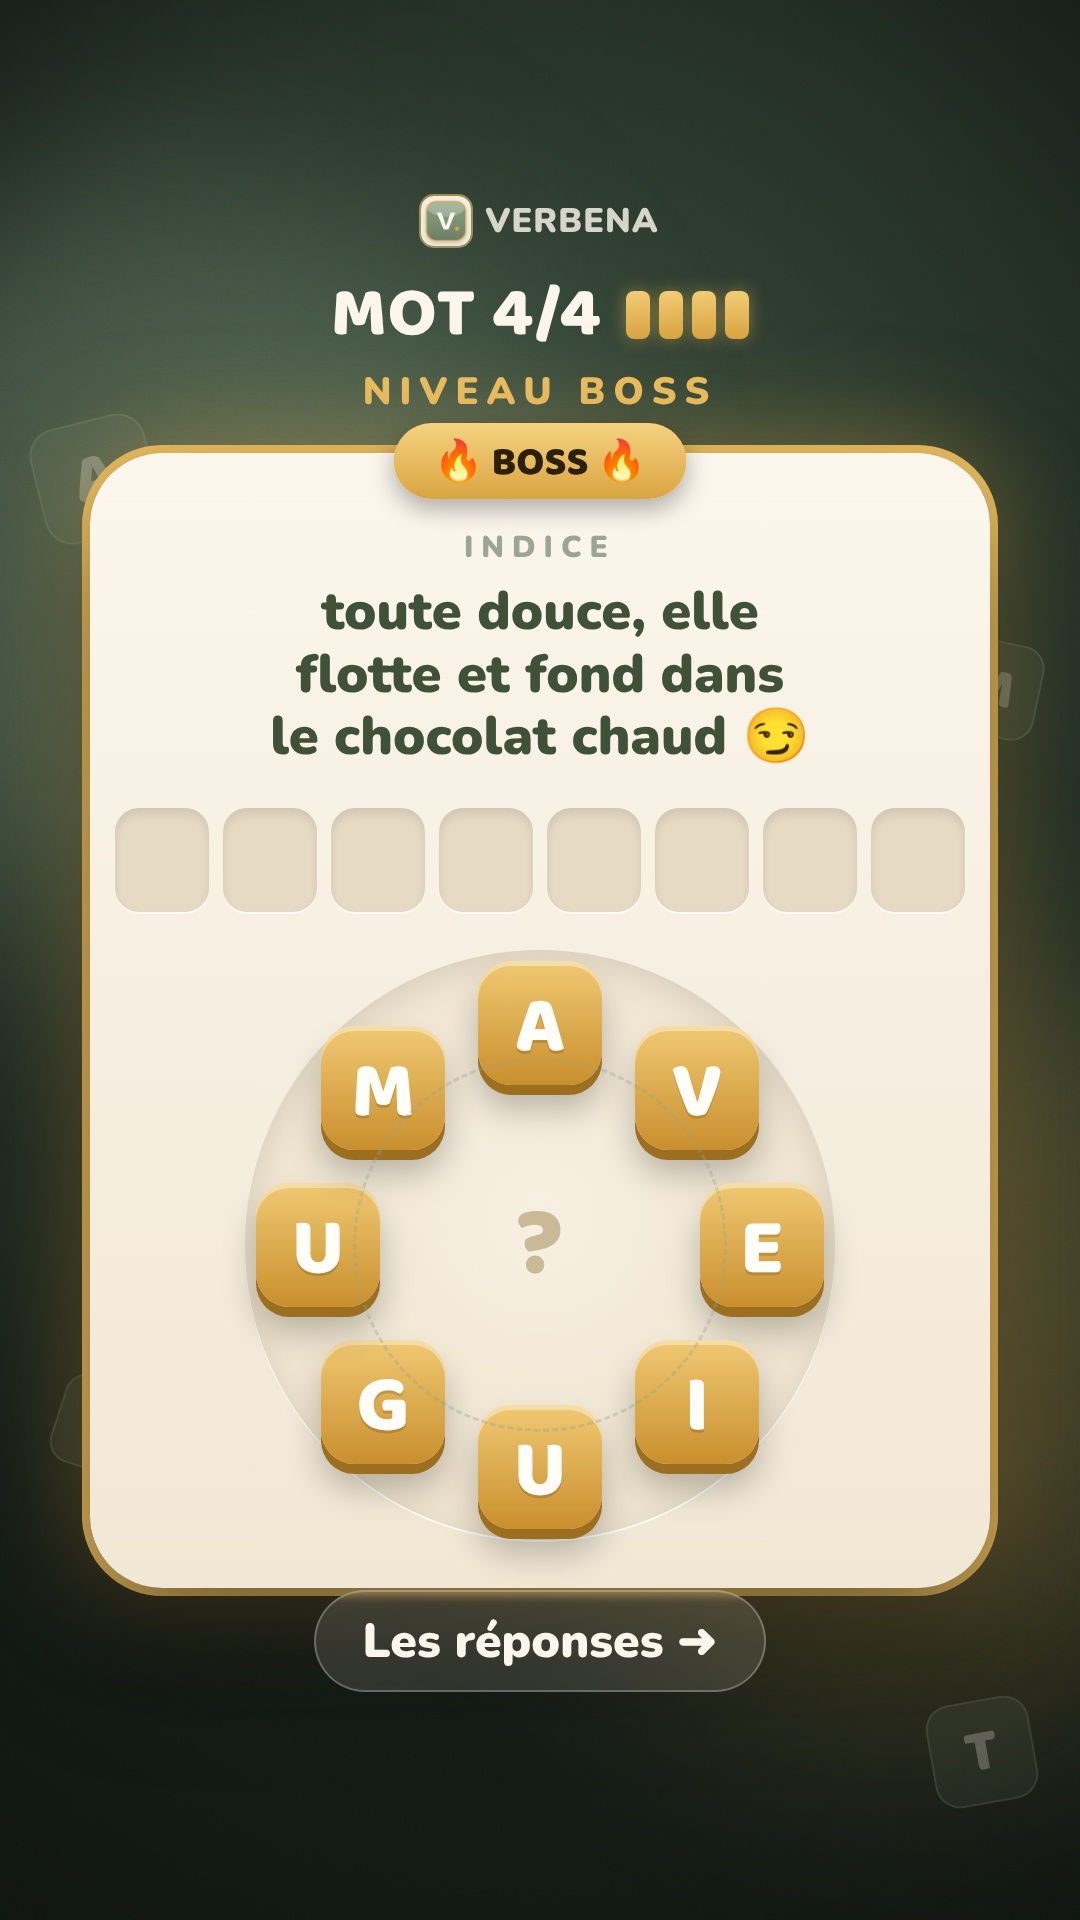 V.
VERBENA
MOT 4/4
NIVEAU BOSS
🔥 BOSS 🔥
INDICE
toute douce, elle
flotte et fond dans
le chocolat chaud 😏
A
M
V
U
?
E
G
I
U
Les réponses →
T